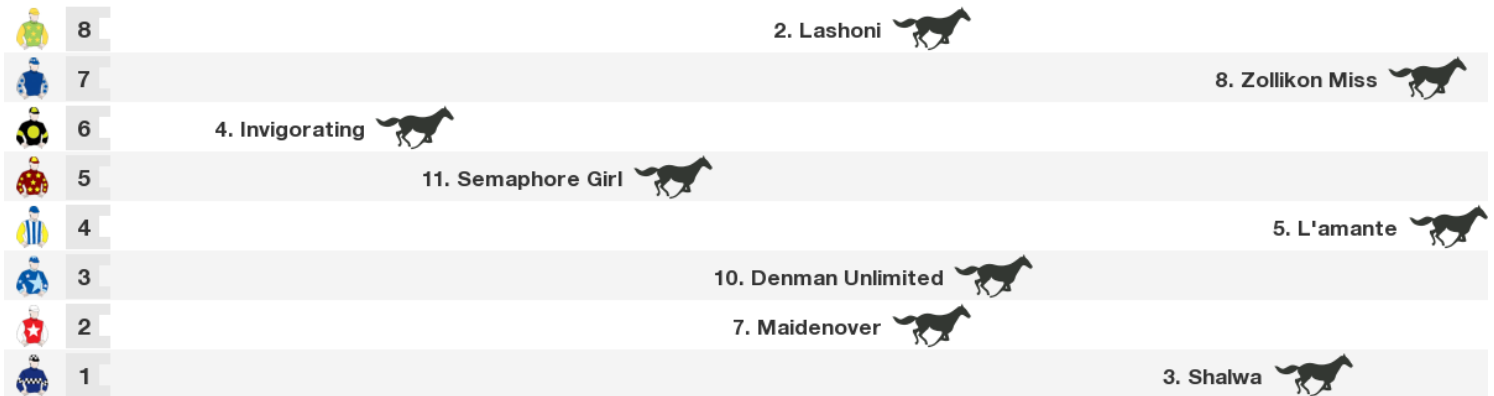 8 2. Lashoni
7 8. Zollikon Miss
6 4. Invigorating
5 11. Semaphore Girl
4 5. L'amante
3 10. Denman Unlimited
2 7. Maidenover
1 3. Shalwa